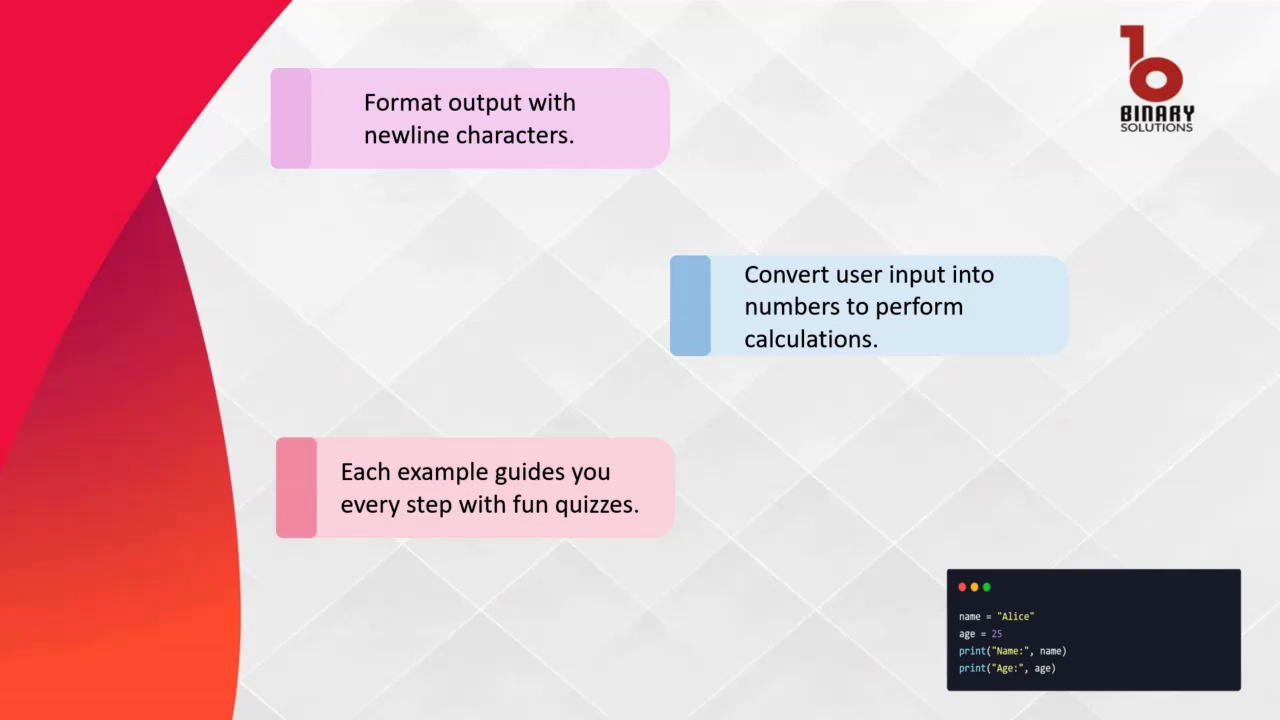 Format output with
newline characters.
BINARY
SOLUTIONS
Convert user input into
numbers to perform
calculations.
Each example guides you
every step with fun quizzes.
name = "Alice"
age = 25
print("Name:", name)
print("Age:", age)